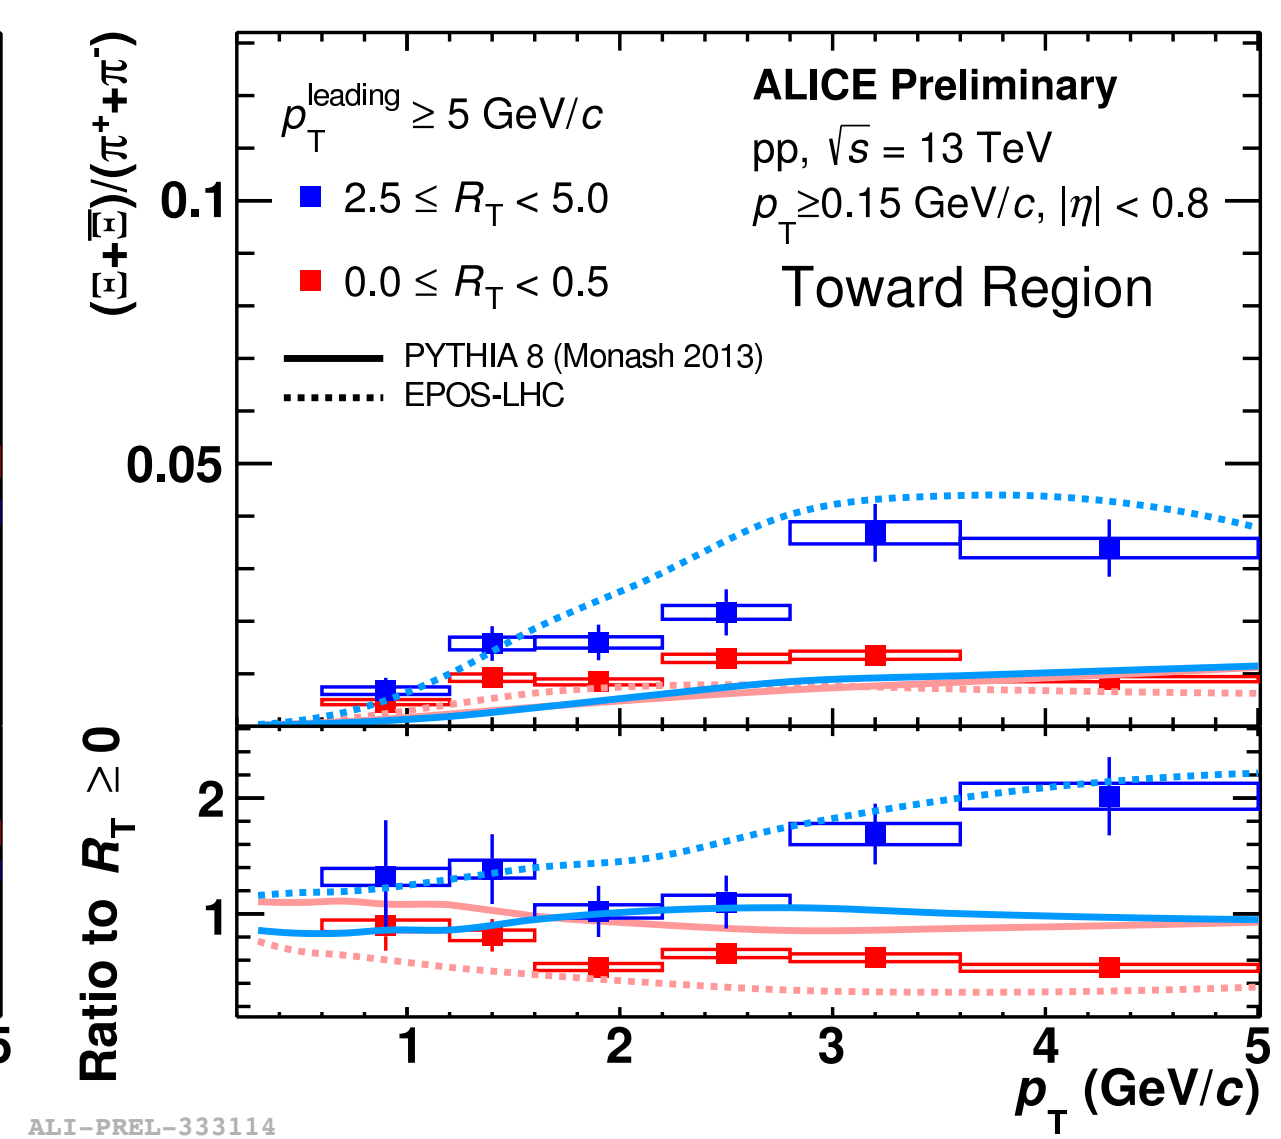 (Ξ+Ξ̅)/(π⁺+π⁻)
p_T^leading ≥ 5 GeV/c
2.5 ≤ R_T < 5.0
0.0 ≤ R_T < 0.5
PYTHIA 8 (Monash 2013)
EPOS-LHC
ALICE Preliminary
pp, √s = 13 TeV
p_T≥0.15 GeV/c, |η| < 0.8
Toward Region
0.1
0.05
Ratio to R_T ≥ 0
2
1
5
1 2 3 4 5
p_T (GeV/c)
ALI-PREL-333114